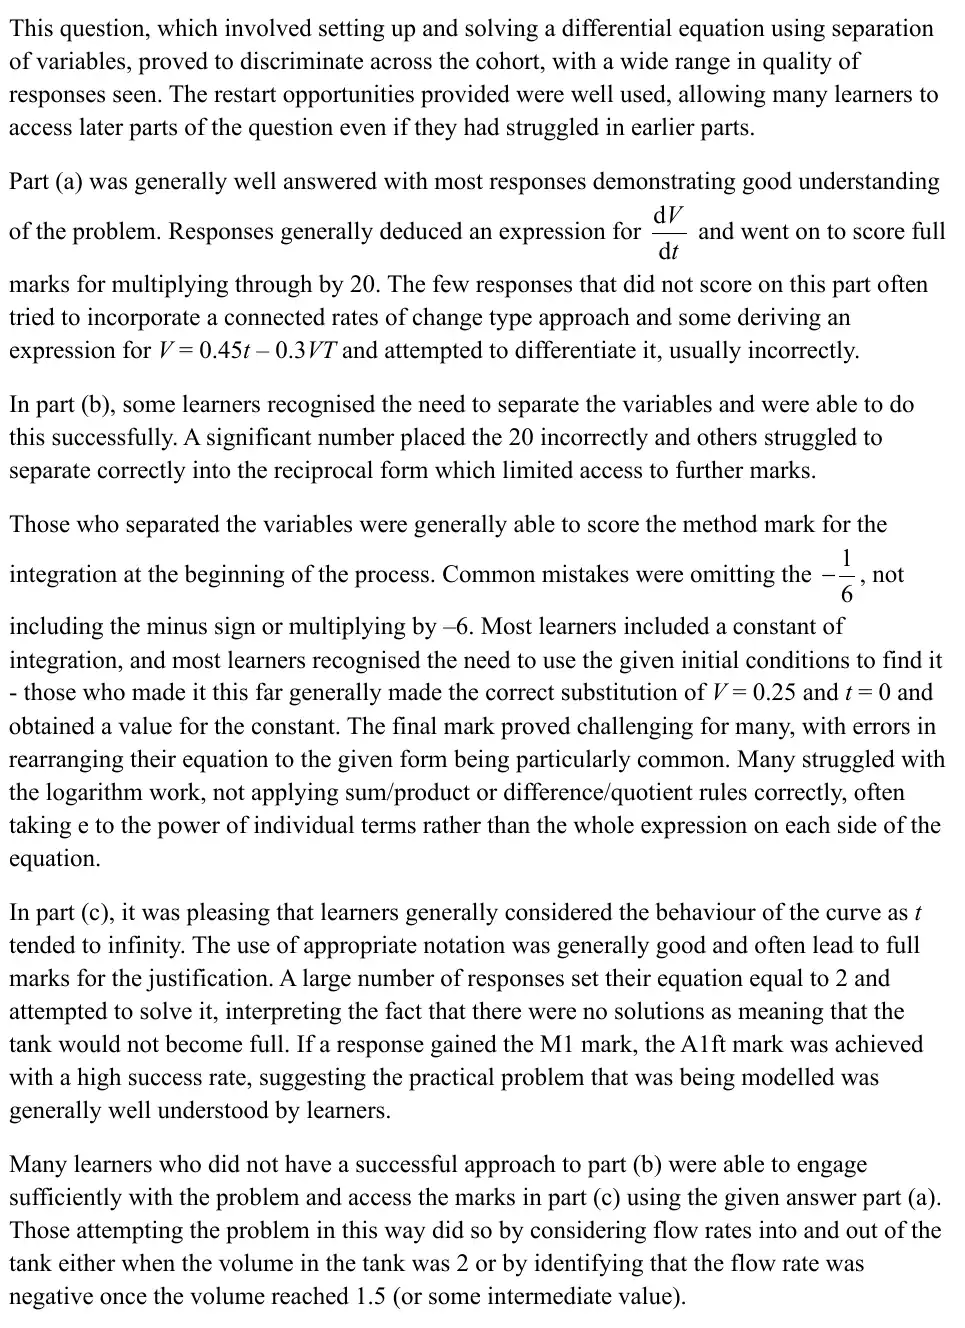 This question, which involved setting up and solving a differential equation using separation
of variables, proved to discriminate across the cohort, with a wide range in quality of
responses seen. The restart opportunities provided were well used, allowing many learners to
access later parts of the question even if they had struggled in earlier parts.
Part (a) was generally well answered with most responses demonstrating good understanding
of the problem. Responses generally deduced an expression for dV/dt and went on to score full
marks for multiplying through by 20. The few responses that did not score on this part often
tried to incorporate a connected rates of change type approach and some deriving an
expression for V = 0.45t – 0.3VT and attempted to differentiate it, usually incorrectly.
In part (b), some learners recognised the need to separate the variables and were able to do
this successfully. A significant number placed the 20 incorrectly and others struggled to
separate correctly into the reciprocal form which limited access to further marks.
Those who separated the variables were generally able to score the method mark for the
integration at the beginning of the process. Common mistakes were omitting the –1/6, not
including the minus sign or multiplying by –6. Most learners included a constant of
integration, and most learners recognised the need to use the given initial conditions to find it
- those who made it this far generally made the correct substitution of V = 0.25 and t = 0 and
obtained a value for the constant. The final mark proved challenging for many, with errors in
rearranging their equation to the given form being particularly common. Many struggled with
the logarithm work, not applying sum/product or difference/quotient rules correctly, often
taking e to the power of individual terms rather than the whole expression on each side of the
equation.
In part (c), it was pleasing that learners generally considered the behaviour of the curve as t
tended to infinity. The use of appropriate notation was generally good and often lead to full
marks for the justification. A large number of responses set their equation equal to 2 and
attempted to solve it, interpreting the fact that there were no solutions as meaning that the
tank would not become full. If a response gained the M1 mark, the A1ft mark was achieved
with a high success rate, suggesting the practical problem that was being modelled was
generally well understood by learners.
Many learners who did not have a successful approach to part (b) were able to engage
sufficiently with the problem and access the marks in part (c) using the given answer part (a).
Those attempting the problem in this way did so by considering flow rates into and out of the
tank either when the volume in the tank was 2 or by identifying that the flow rate was
negative once the volume reached 1.5 (or some intermediate value).